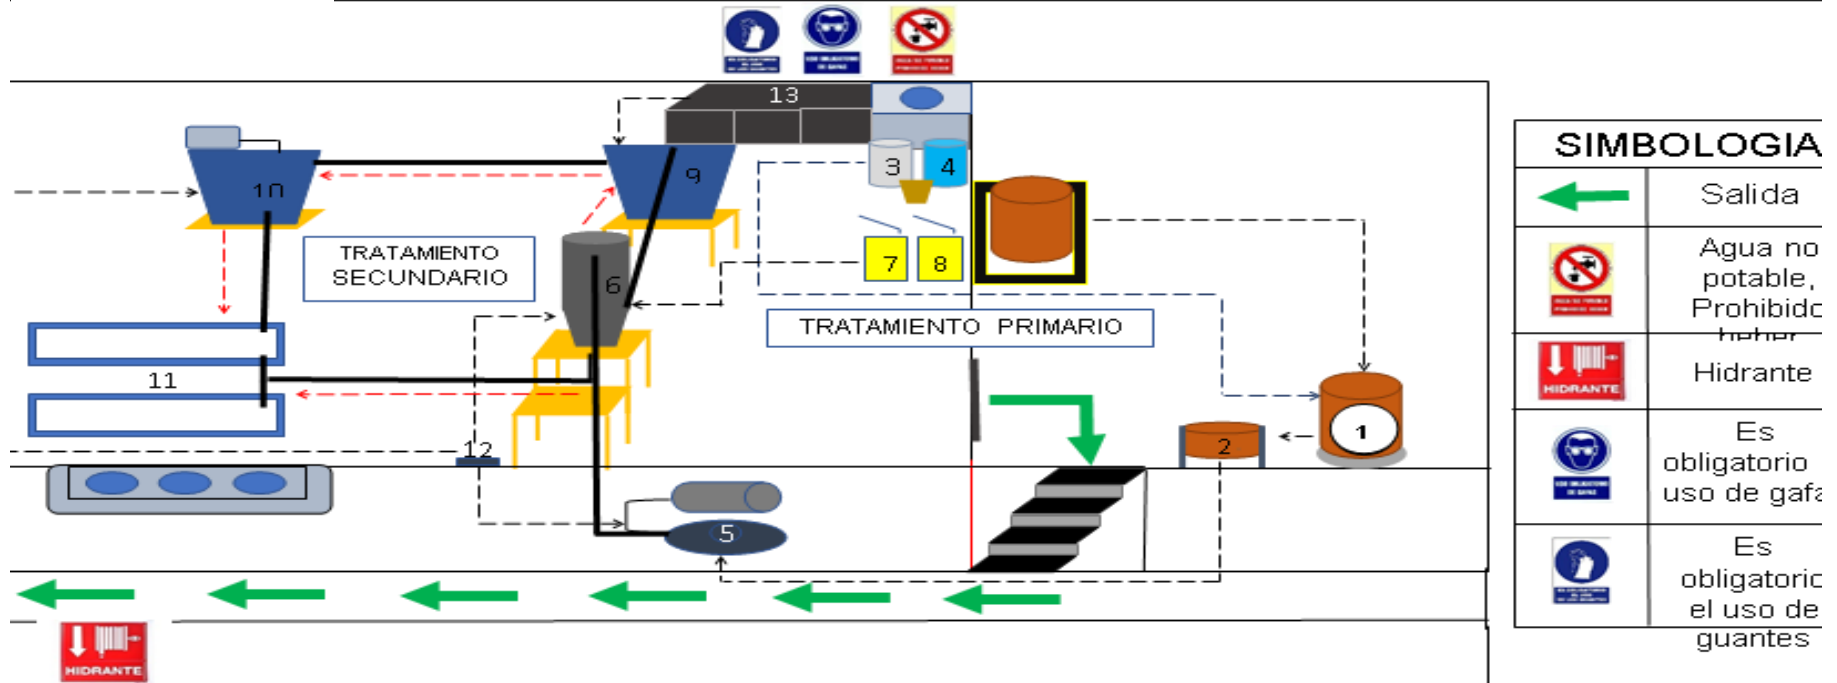 13
3
4
9
10
TRATAMIENTO
SECUNDARIO
6
7
8
TRATAMIENTO PRIMARIO
11
12
1
2
5
HIDRANTE
SIMBOLOGIA
Salida
Agua no
potable,
Prohibido
beber
HIDRANTE
Hidrante
Es
obligatorio
uso de gafa
Es
obligatorio
el uso de
guantes